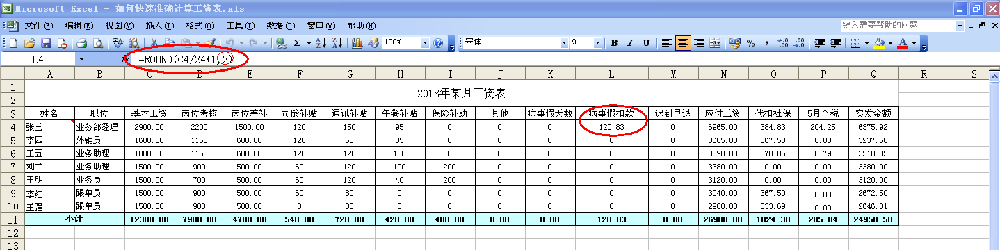 Microsoft Excel - 如何快速准确计算工资表.xls
文件(F) 编辑(E) 视图(V) 插入(I) 格式(O) 工具(T) 数据(D) 窗口(W) 帮助(H) 键入需要帮助的问题
100% 宋体 9 B I U % ,
L4 =ROUND(C4/24*1,2)
A B C D E F G H I J K L M N O P Q R S
1
2
2018年某月工资表
3 姓名 职位 基本工资 岗位考核 岗位差补 司龄补贴 通讯补贴 午餐补贴 保险补助 其他 病事假天数 病事假扣款 迟到早退 应付工资 代扣社保 5月个税 实发金额
4 张三 业务部经理 2900.00 2200 1500.00 120 150 95 0 0 0 120.83 0 6965.00 384.83 204.25 6375.92
5 李四 外销员 1600.00 1150 600.00 120 50 85 0 0 0 0 0 3605.00 367.50 0.00 3237.50
6 王五 业务助理 1800.00 1150 600.00 120 120 100 0 0 0 0 0 3890.00 370.86 0.79 3518.35
7 刘二 业务助理 1500.00 900 500.00 60 120 100 200 0 0 0 0 3380.00 0.00 0.00 3380.00
8 王明 业务员 1500.00 700 500.00 60 120 40 200 0 0 0 0 3120.00 0.00 0.00 3120.00
9 李红 跟单员 1500.00 900 500.00 60 80 0 0 0 0 0 0 3040.00 367.50 0.00 2672.50
10 王强 跟单员 1500.00 900 500.00 0 80 0 0 0 0 0 0 2980.00 333.69 0.00 2646.31
11 小计 12300.00 7900.00 4700.00 540.00 720.00 420.00 400.00 0.00 0.00 120.83 0.00 26980.00 1824.38 205.04 24950.58
12
13